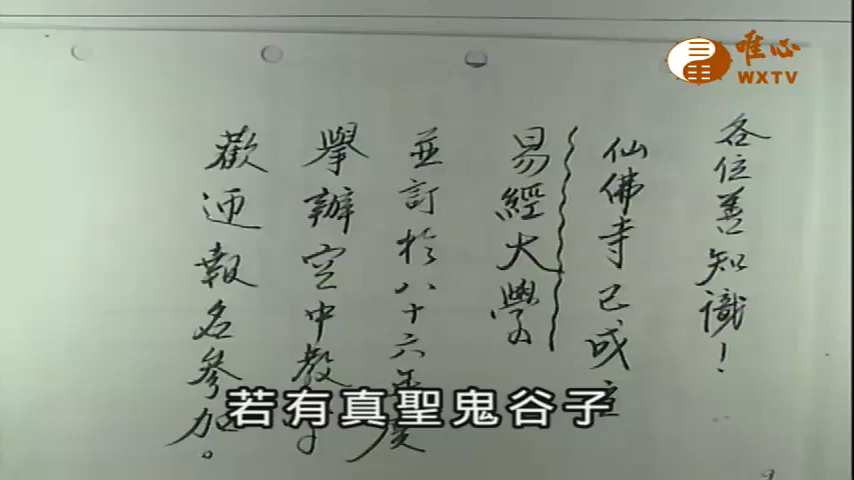 唯心
WXTV
各位善知識！
仙佛寺已成立
易經大學
並訂於八十六年度
舉辦空中教
歡迎報名參加。
若有真聖鬼谷子